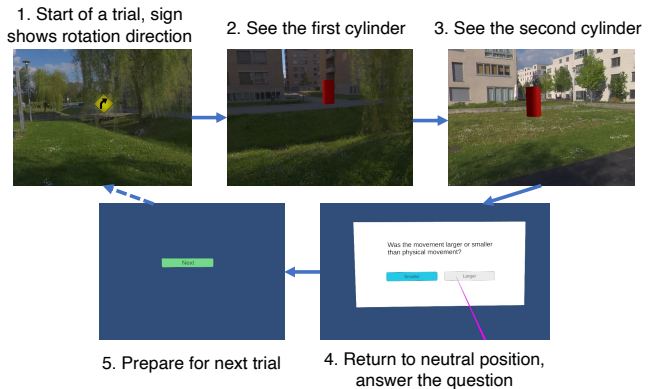 1. Start of a trial, sign
shows rotation direction
2. See the first cylinder
3. See the second cylinder
Next
Was the movement larger or smaller
than physical movement?
Smaller
Larger
5. Prepare for next trial
4. Return to neutral position,
answer the question